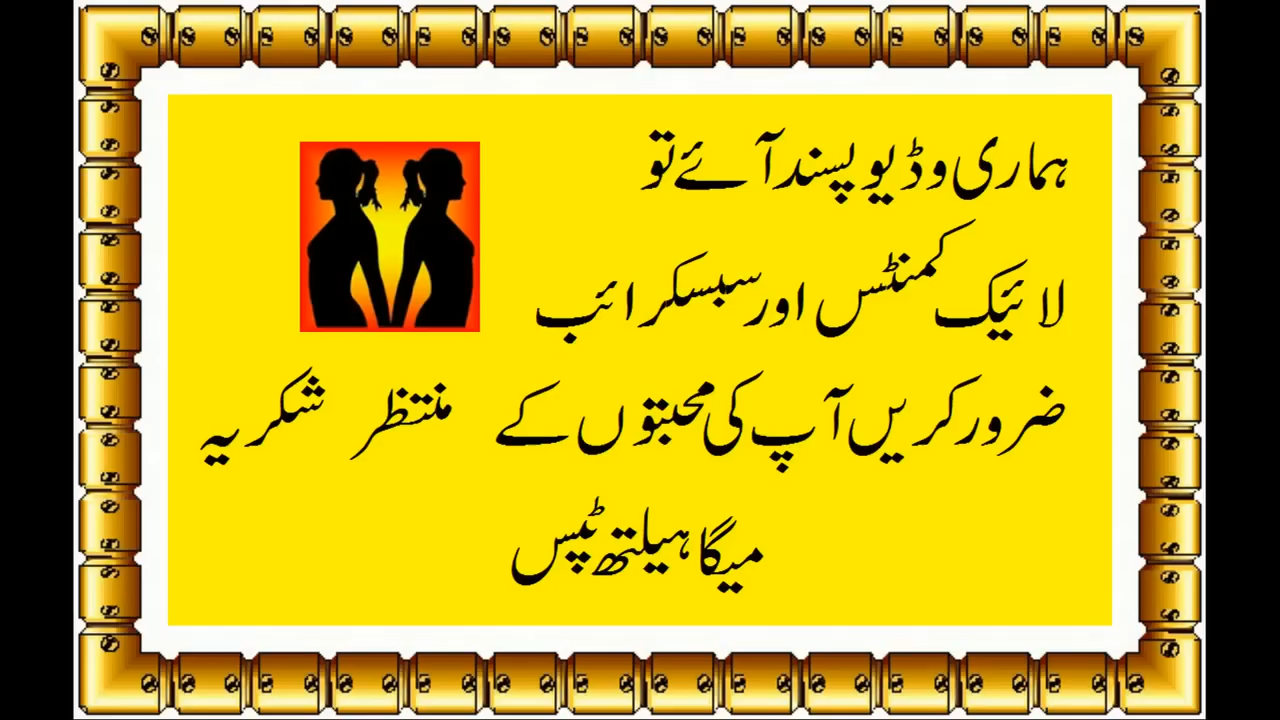 ہماری وڈیو پسند آئے تو
لائیک کمنٹس اور سبسکرائب
ضرور کریں آپ کی محبتوں کے منتظر شکریہ
میگا ہیلتھ ٹپس